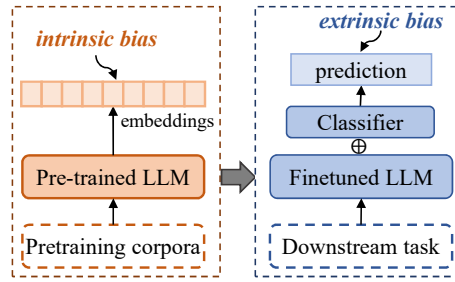 intrinsic bias
embeddings
Pre-trained LLM
Pretraining corpora
extrinsic bias
prediction
Classifier
Finetuned LLM
Downstream task